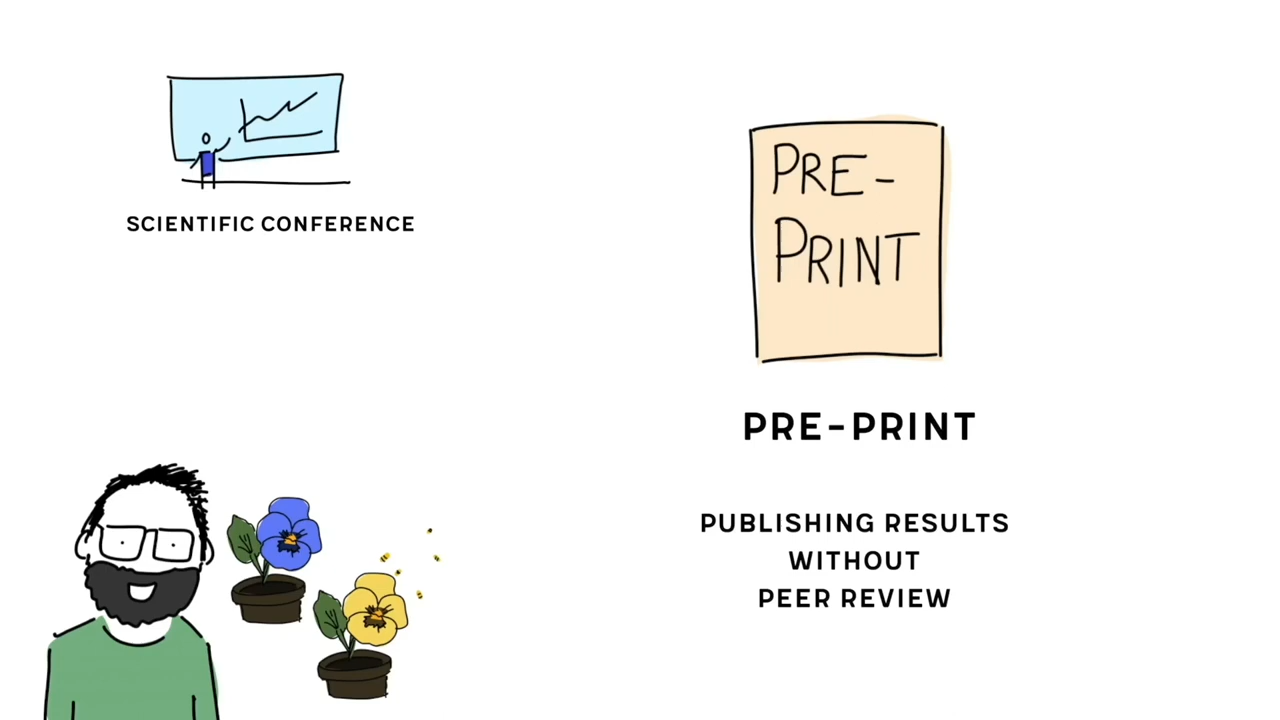 SCIENTIFIC CONFERENCE
PRE-
PRINT
PRE-PRINT
PUBLISHING RESULTS
WITHOUT
PEER REVIEW